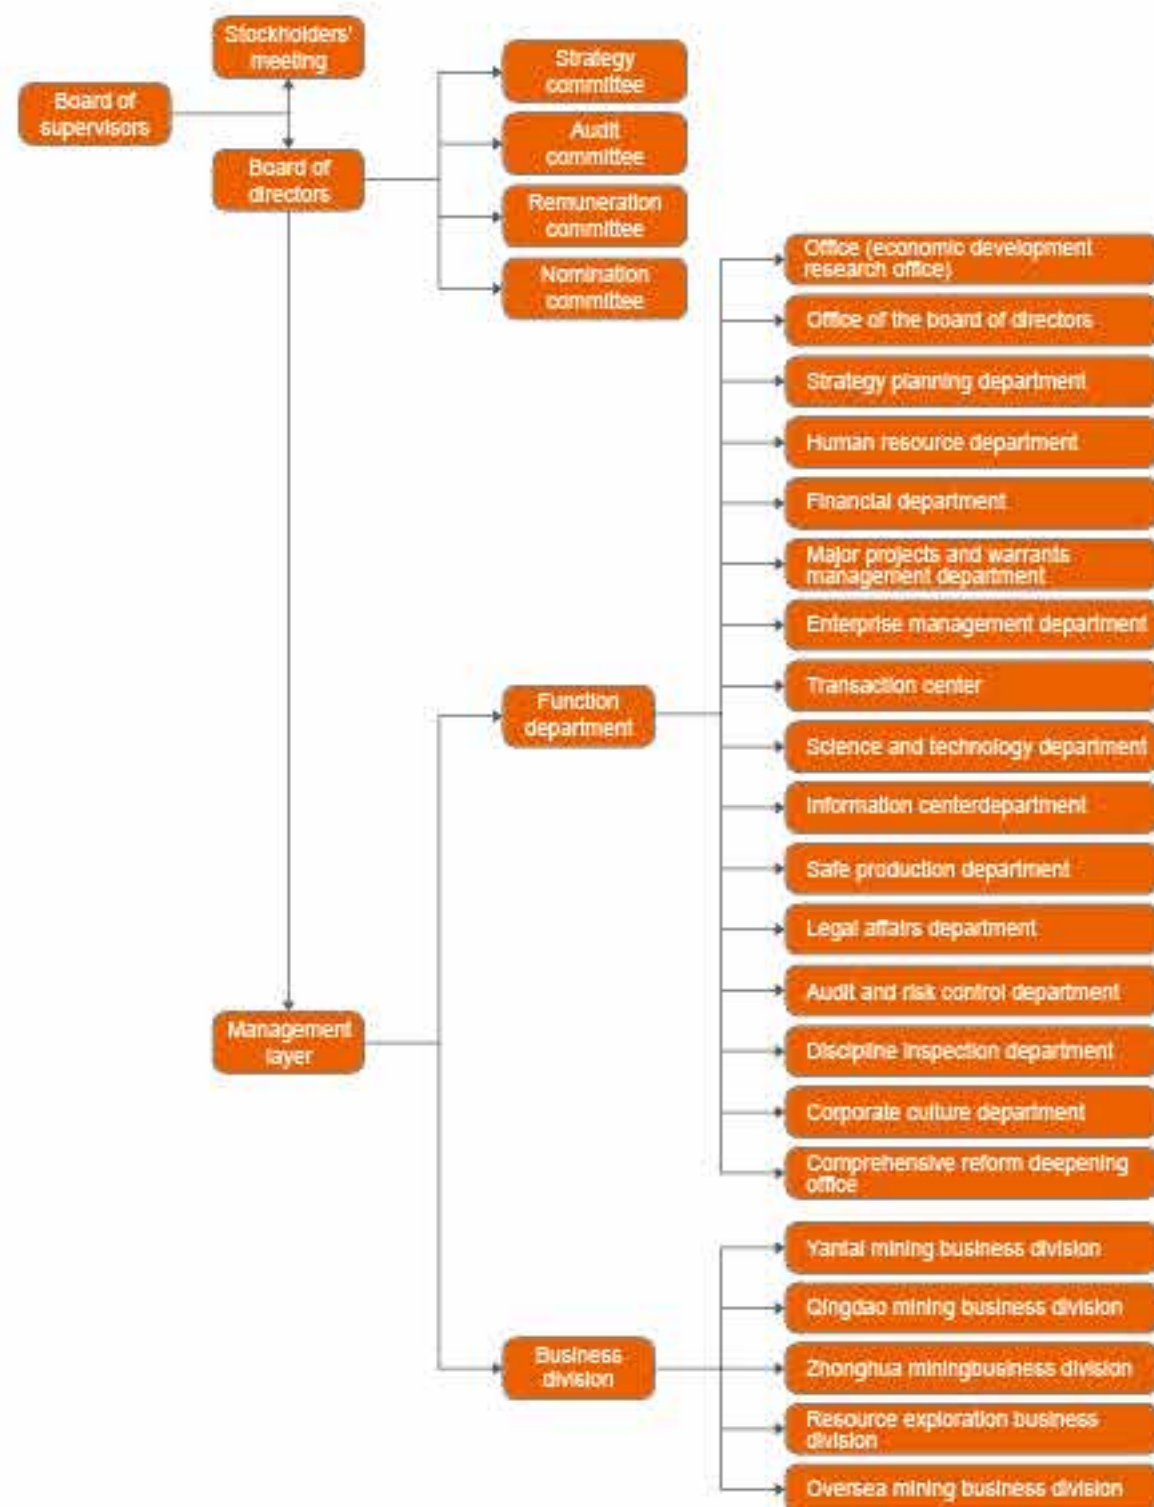 Stockholders'
meeting
Board of
supervisors
Board of
directors
Strategy
committee
Audit
committee
Remuneration
committee
Nomination
committee
Management
layer
Function
department
Office (economic development
research office)
Office of the board of directors
Strategy planning department
Human resource department
Financial department
Major projects and warrants
management department
Enterprise management department
Transaction center
Science and technology department
Information centerdepartment
Safe production department
Legal affairs department
Audit and risk control department
Discipline inspection department
Corporate culture department
Comprehensive reform deepening
office
Business
division
Yantai mining business division
Qingdao mining business division
Zhonghua miningbusiness division
Resource exploration business
division
Oversea mining business division